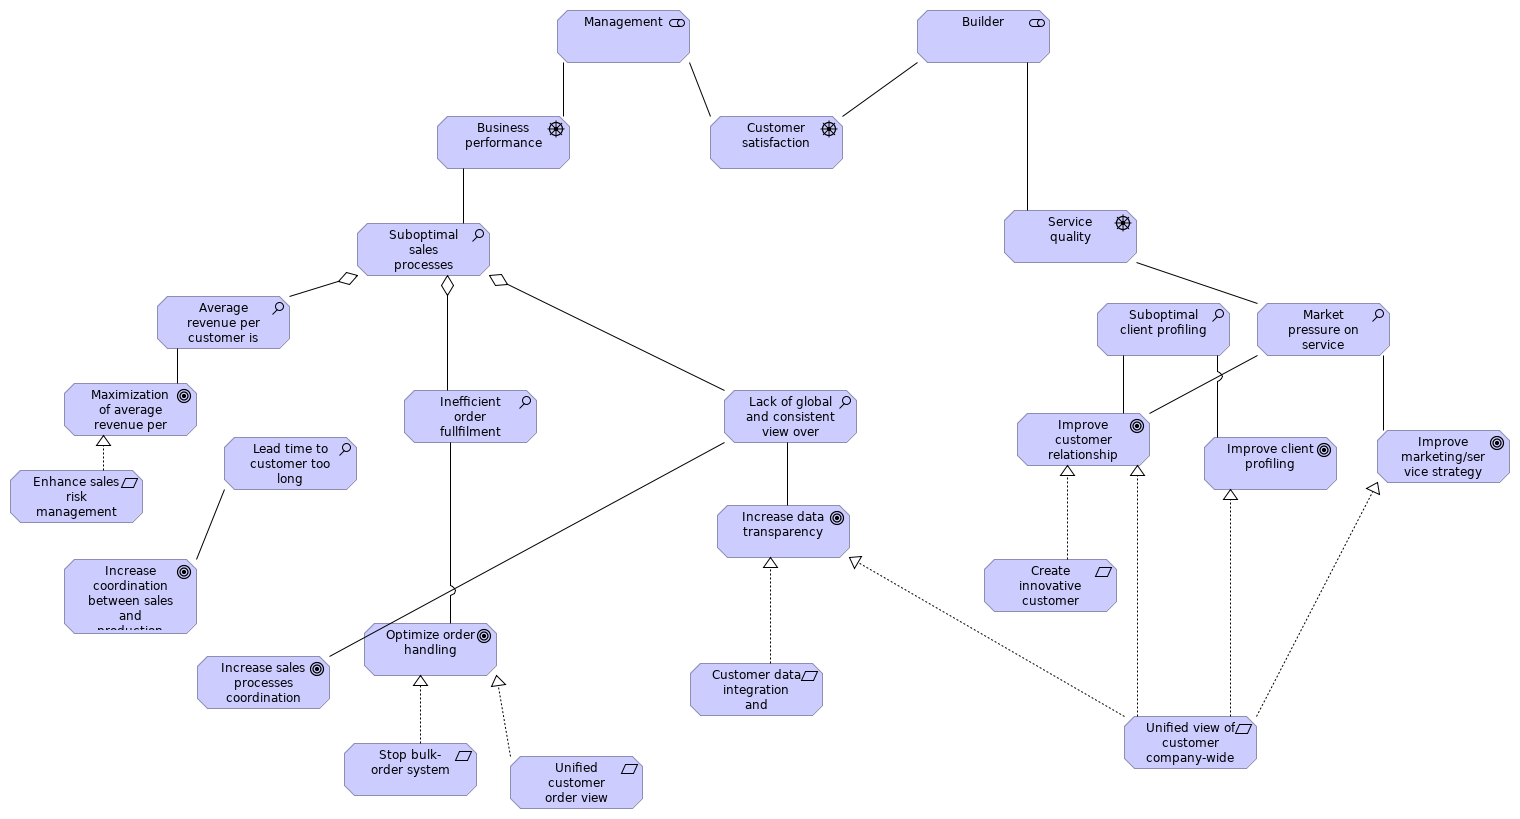 Management
Builder
Business
performance
Customer
satisfaction
Service
quality
Suboptimal
sales
processes
Average
revenue per
customer is
Suboptimal
client profiling
Market
pressure on
service
Maximization
of average
revenue per
Inefficient
order
fullfilment
Lack of global
and consistent
view over
Improve
customer
relationship
Improve client
profiling
Improve
marketing/ser
vice strategy
Lead time to
customer too
long
Enhance sales
risk
management
Increase data
transparency
Increase
coordination
between sales
and
production
Create
innovative
customer
Optimize order
handling
Increase sales
processes
coordination
Customer data
integration
and
Unified view of
customer
company-wide
Stop bulk-
order system
Unified
customer
order view